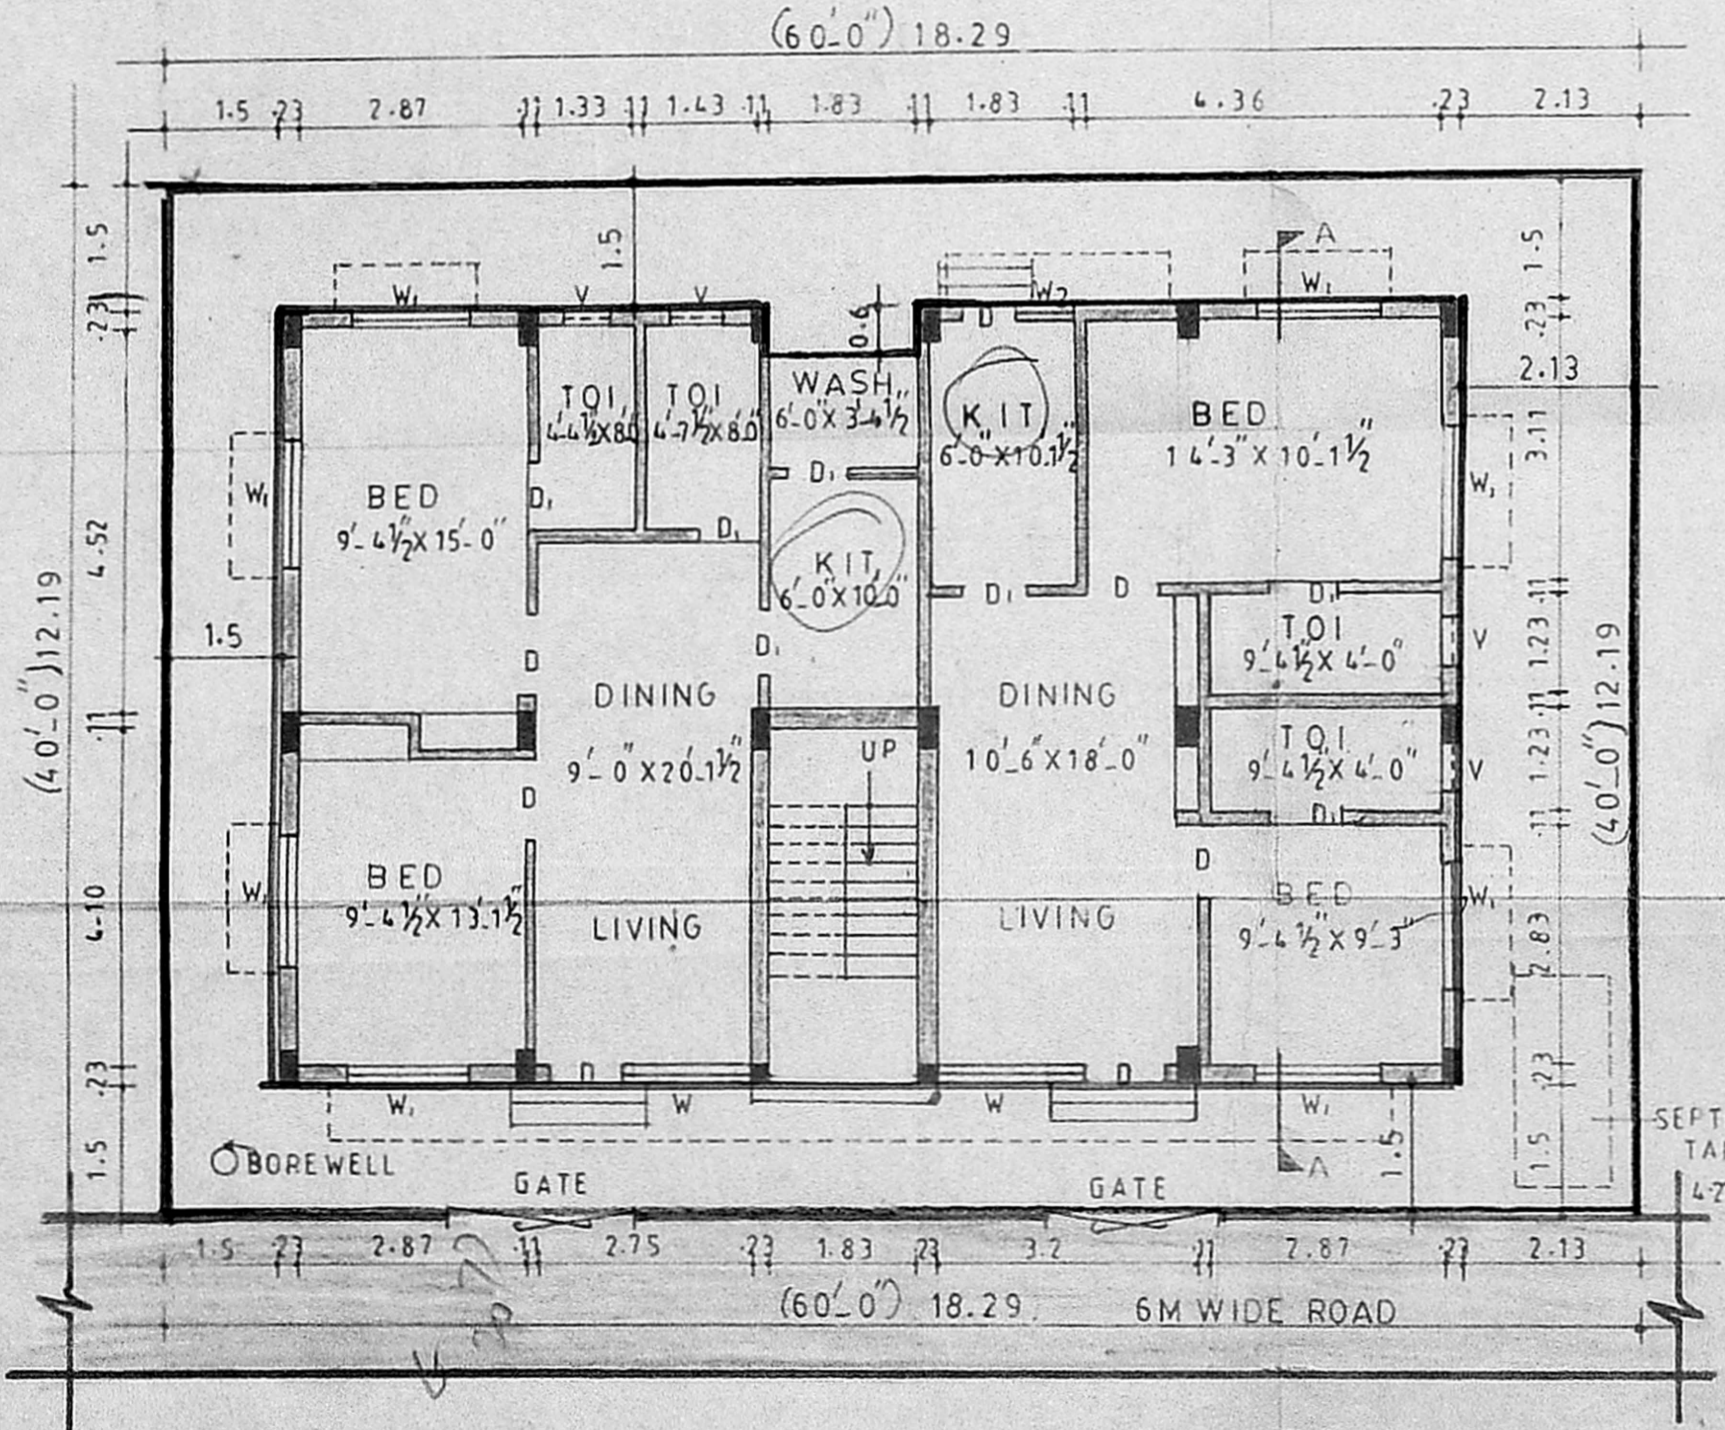 (60'-0") 18.29
1.5 .23 2.87 .11 1.33 .11 1.43 .11 1.83 .11 1.83 .11 4.36 .23 2.13
1.5
.23
4.52
.11
4.10
.23
1.5
(40'-0") 12.19
1.5
A
W1 V V 0.6 D W2 W1
1.5
.23
2.13
3.11
.11
1.23
.11
1.23
.11
2.83
.23
1.5
(40'-0") 12.19
TOI
4'-4½"X8'-0"
TOI
4'-7½"X8'-0"
WASH
6'-0"X3'-4½"
KIT
6'-0"X10'-1½"
BED
14'-3"X10'-1½"
W1
W1
BED
9'-4½"X15'-0"
D1
D1
D1
KIT
6'-0"X10'-0"
D1
D
D1
TOI
9'-4½"X4'-0"
V
1.5
D
D1
DINING
9'-0"X20'-1½"
DINING
10'-6"X18'-0"
UP
TOI
9'-4½"X4'-0"
V
D1
D
D
BED
9'-4½"X13'-1½"
W1
LIVING
LIVING
BED
9'-4½"X9'-3"
W1
D
D
W1
W
W
W1
A
1.5
BOREWELL
GATE
GATE
SEPT
1.5 .23 2.87 .11 2.75 .23 1.83 .23 3.2 .11 2.87 .23 2.13
(60'-0") 18.29
6M WIDE ROAD